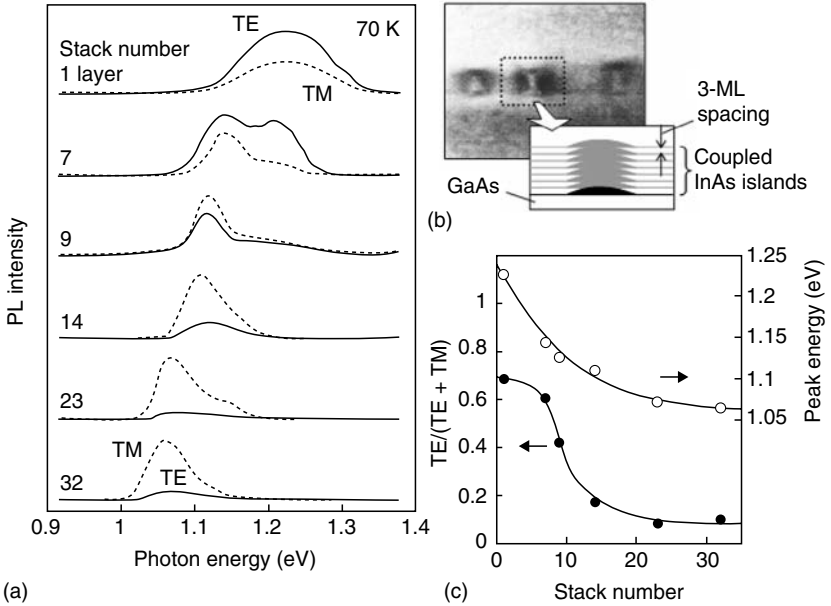 70 K
TE
Stack number
1 layer
TM
7
9
14
23
TM
TE
32
PL intensity
0.9
1
1.1
1.2
1.3
1.4
Photon energy (eV)
(a)
3-ML
spacing
Coupled
InAs islands
GaAs
(b)
1
0.8
0.6
0.4
0.2
0
TE/(TE + TM)
1.25
1.2
1.15
1.10
1.05
Peak energy (eV)
0
10
20
30
Stack number
(c)